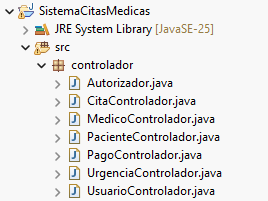 SistemaCitasMedicas
JRE System Library [JavaSE-25]
src
controlador
Autorizador.java
CitaControlador.java
MedicoControlador.java
PacienteControlador.java
PagoControlador.java
UrgenciaControlador.java
UsuarioControlador.java